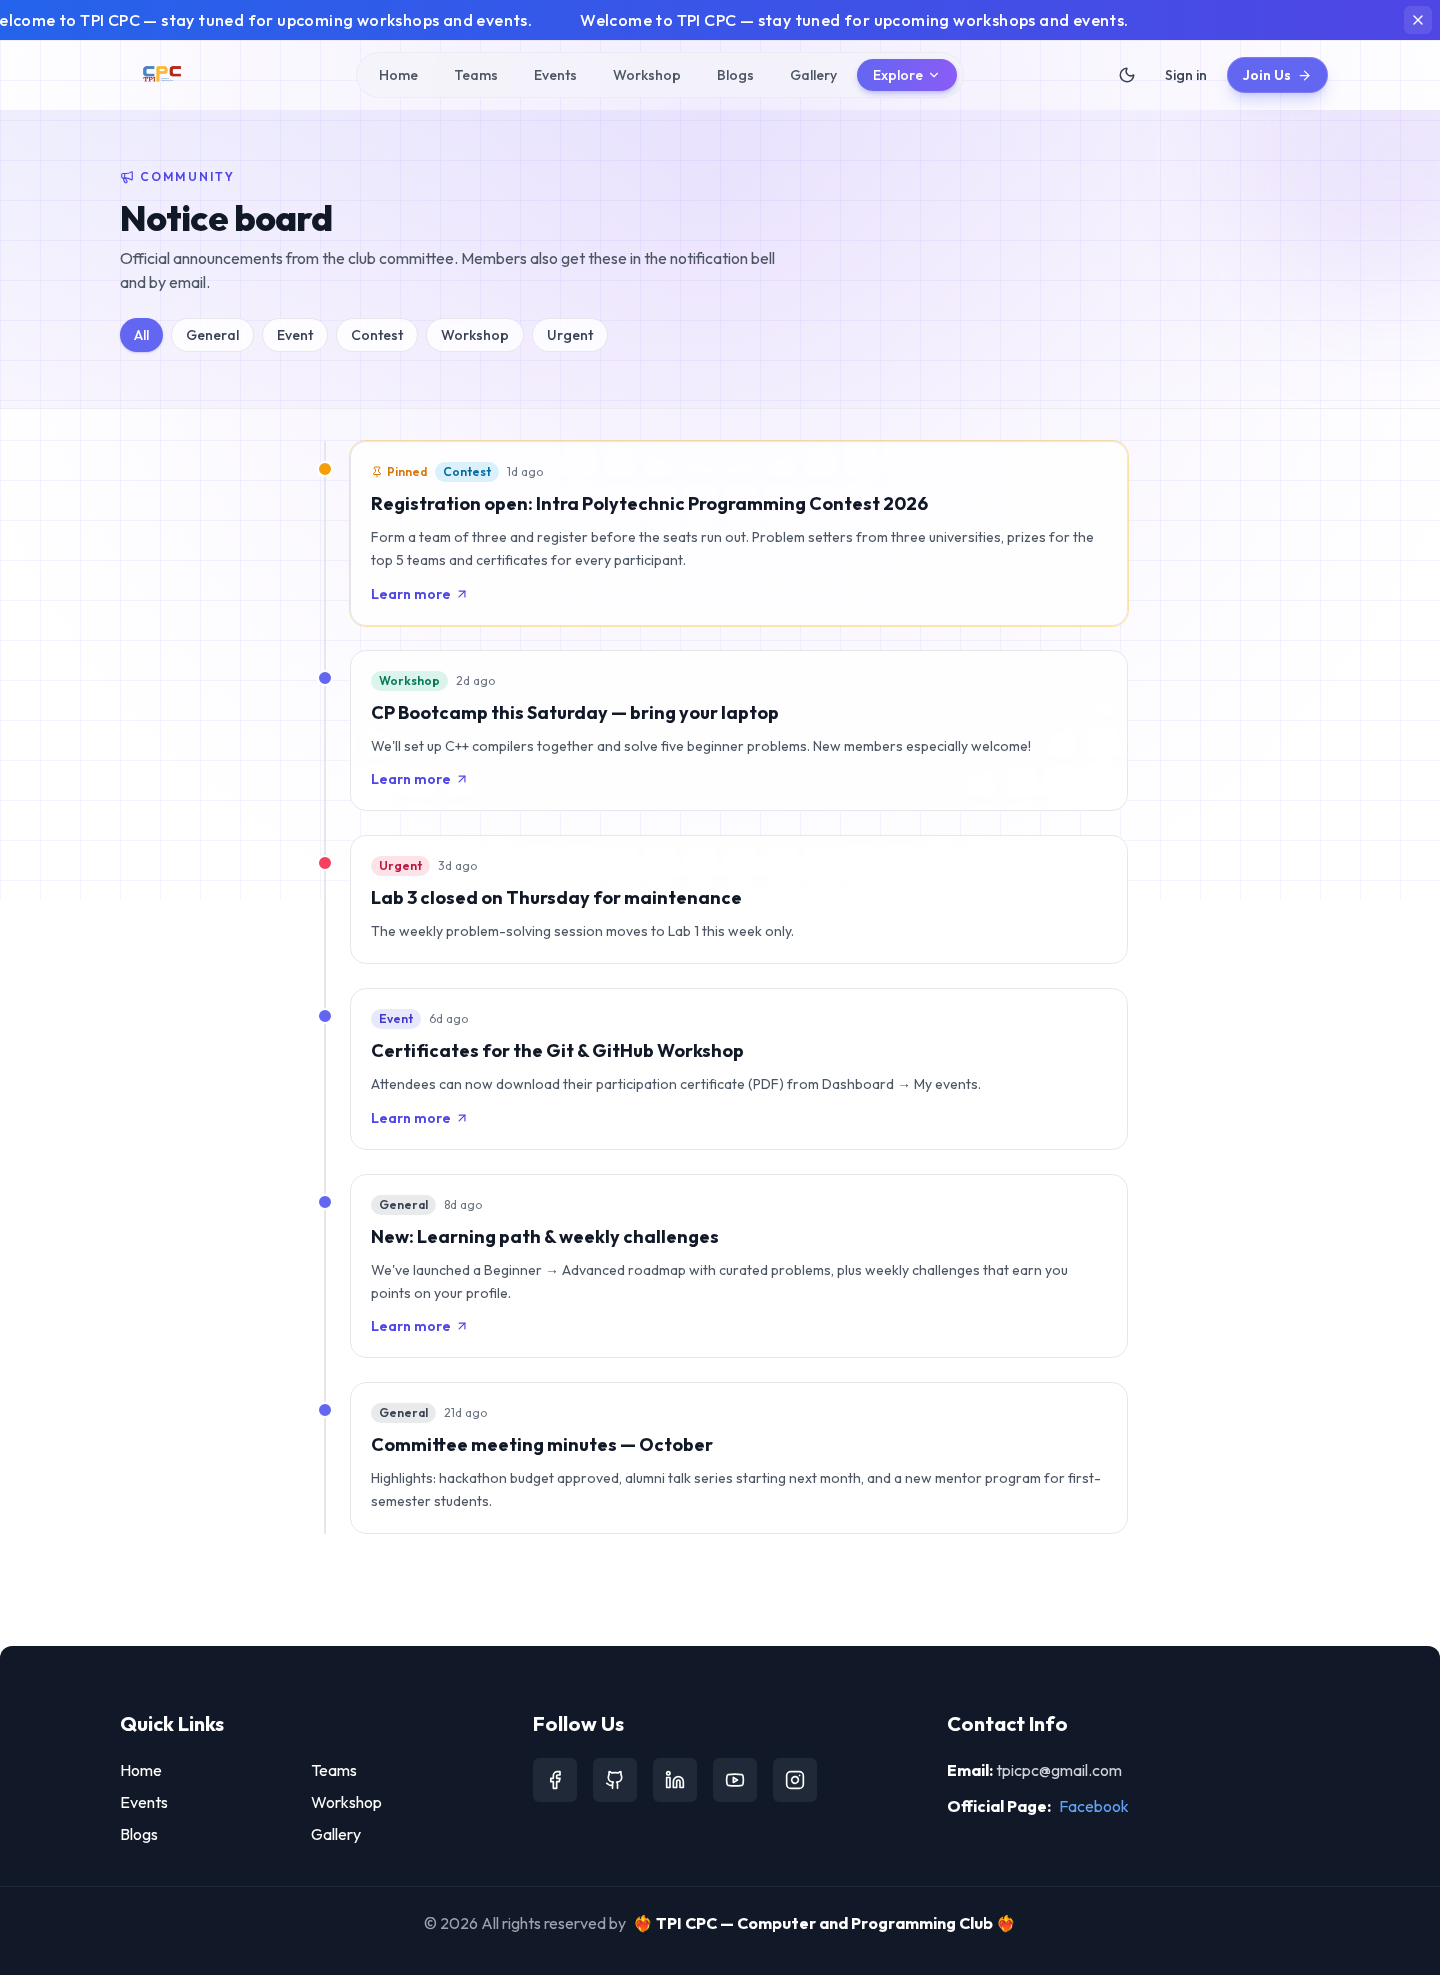 elcome to TPI CPC — stay tuned for upcoming workshops and events.
Welcome to TPI CPC — stay tuned for upcoming workshops and events.
CPC
TPI
Home
Teams
Events
Workshop
Blogs
Gallery
Explore
Sign in
Join Us
COMMUNITY
Notice board
Official announcements from the club committee. Members also get these in the notification bell
and by email.
All
General
Event
Contest
Workshop
Urgent
Pinned
Contest
1d ago
Registration open: Intra Polytechnic Programming Contest 2026
Form a team of three and register before the seats run out. Problem setters from three universities, prizes for the
top 5 teams and certificates for every participant.
Learn more
Workshop
2d ago
CP Bootcamp this Saturday — bring your laptop
We'll set up C++ compilers together and solve five beginner problems. New members especially welcome!
Learn more
Urgent
3d ago
Lab 3 closed on Thursday for maintenance
The weekly problem-solving session moves to Lab 1 this week only.
Event
6d ago
Certificates for the Git & GitHub Workshop
Attendees can now download their participation certificate (PDF) from Dashboard → My events.
Learn more
General
8d ago
New: Learning path & weekly challenges
We've launched a Beginner → Advanced roadmap with curated problems, plus weekly challenges that earn you
points on your profile.
Learn more
General
21d ago
Committee meeting minutes — October
Highlights: hackathon budget approved, alumni talk series starting next month, and a new mentor program for first-
semester students.
Quick Links
Home
Teams
Events
Workshop
Blogs
Gallery
Follow Us
Contact Info
Email: tpicpc@gmail.com
Official Page: Facebook
© 2026 All rights reserved by ❤️‍🔥 TPI CPC — Computer and Programming Club ❤️‍🔥